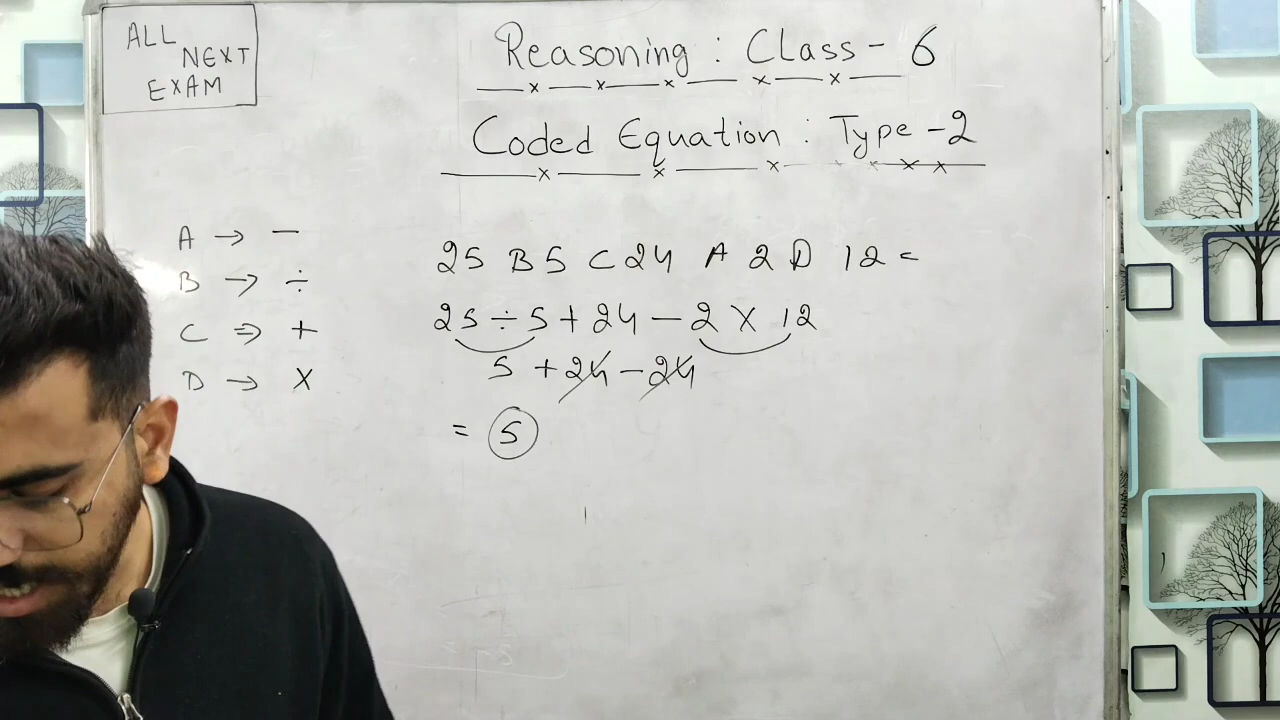 ALL
NEXT
EXAM
Reasoning : Class - 6
Coded Equation : Type - 2
A → −
B → ÷
C ⇒ +
D → X
25 B 5 C 24 A 2 D 12 =
25 ÷ 5 + 24 − 2 X 12
5 + 24 − 24
= 5